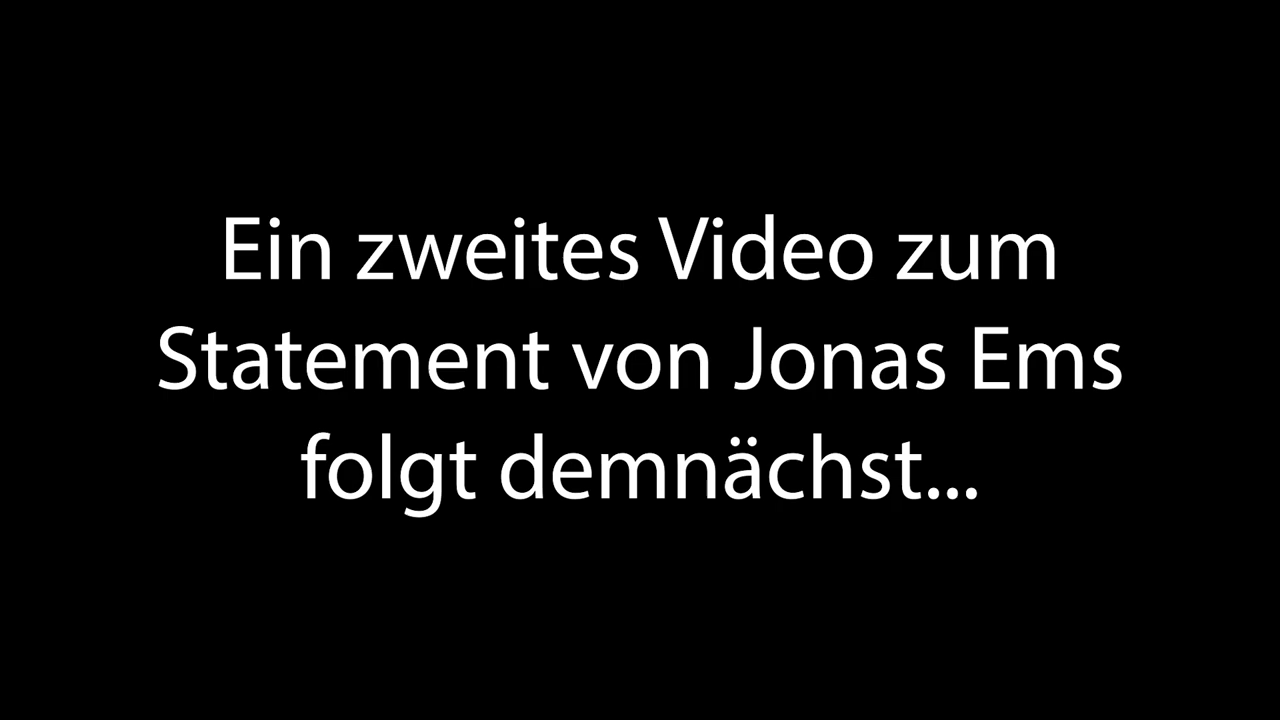 Ein zweites Video zum
Statement von Jonas Ems
folgt demnächst...